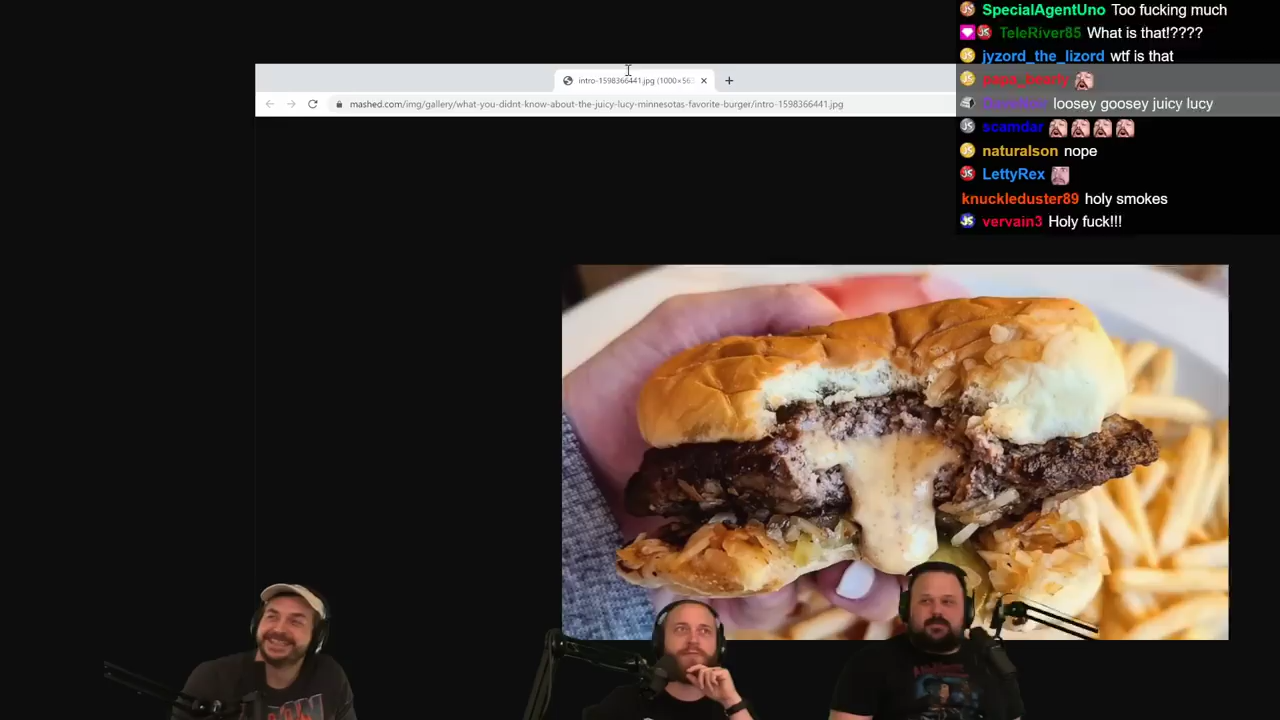 SpecialAgentUno Too fucking much
TeleRiver85 What is that!????
jyzord_the_lizord wtf is that
intro-1598366441.jpg (1000×56
mashed.com/img/gallery/what-you-didnt-know-about-the-juicy-lucy-minnesotas-favorite-burger/intro-1598366441.jpg
loosey goosey juicy lucy
scamdar
naturalson nope
LettyRex
knuckleduster89 holy smokes
vervain3 Holy fuck!!!